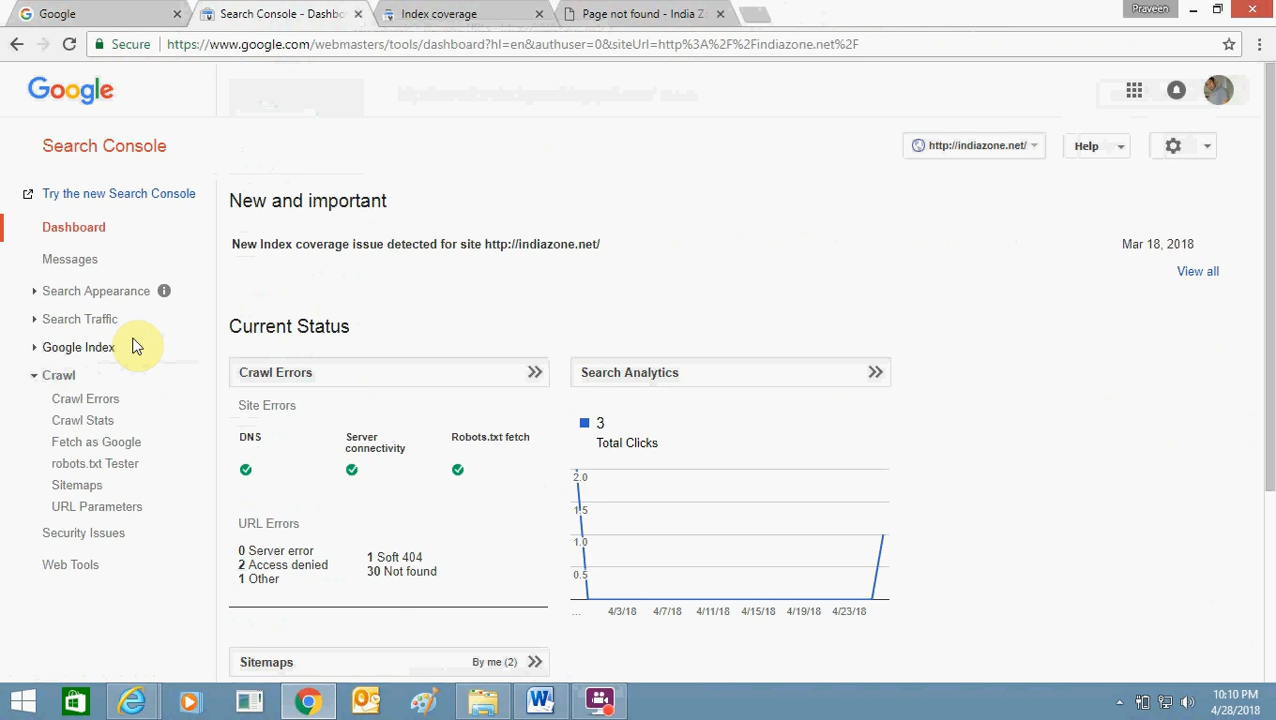 Google
Search Console - Dashbo
Index coverage
Page not found - India Z
Praveen
Secure
https://www.google.com/webmasters/tools/dashboard?hl=en&authuser=0&siteUrl=http%3A%2F%2Findiazone.net%2F
Google
Search Console
http://indiazone.net/
Help
Try the new Search Console
Dashboard
Messages
Search Appearance
Search Traffic
Google Index
Crawl
Crawl Errors
Crawl Stats
Fetch as Google
robots.txt Tester
Sitemaps
URL Parameters
Security Issues
Web Tools
New and important
New Index coverage issue detected for site http://indiazone.net/
Mar 18, 2018
View all
Current Status
Crawl Errors
Site Errors
DNS
Server connectivity
Robots.txt fetch
URL Errors
0 Server error
2 Access denied
1 Other
1 Soft 404
30 Not found
Search Analytics
3
Total Clicks
2.0
1.5
1.0
0.5
... 4/3/18 4/7/18 4/11/18 4/15/18 4/19/18 4/23/18
Sitemaps
By me (2)
10:10 PM
4/28/2018